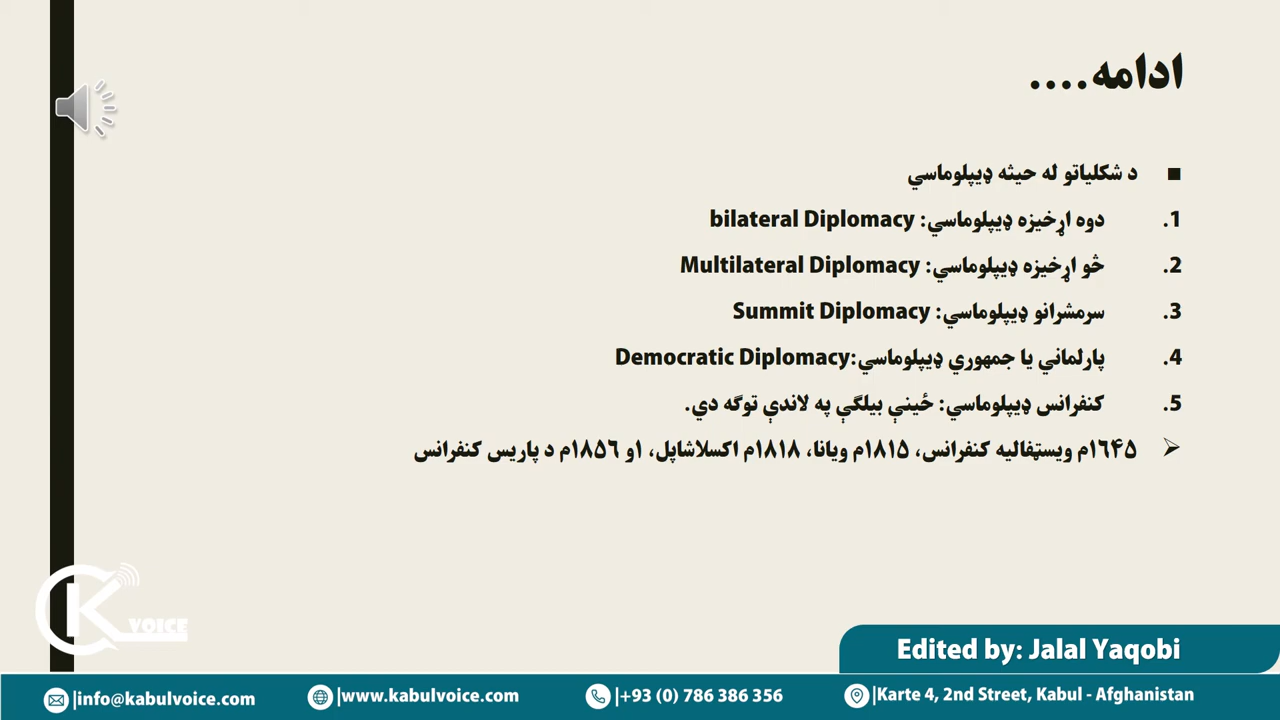 ادامه....
■ د شکلیاتو له حیثه ډیپلوماسي
1. دوه اړخیزه ډیپلوماسي: bilateral Diplomacy
2. څو اړخیزه ډیپلوماسي: Multilateral Diplomacy
3. سرمشرانو ډیپلوماسي: Summit Diplomacy
4. پارلماني یا جمهوري ډیپلوماسي:Democratic Diplomacy
5. کنفرانس ډیپلوماسي: ځینې بیلګې په لاندې توګه دي.
➢ ۱۶۴۵م ویسټفالیه کنفرانس، ۱۸۱۵م ویانا، ۱۸۱۸م اکسلاشاپل، ۱و ۱۸۵۶م د پاریس کنفرانس
CK VOICE
Edited by: Jalal Yaqobi
|info@kabulvoice.com |www.kabulvoice.com |+93 (0) 786 386 356 |Karte 4, 2nd Street, Kabul - Afghanistan